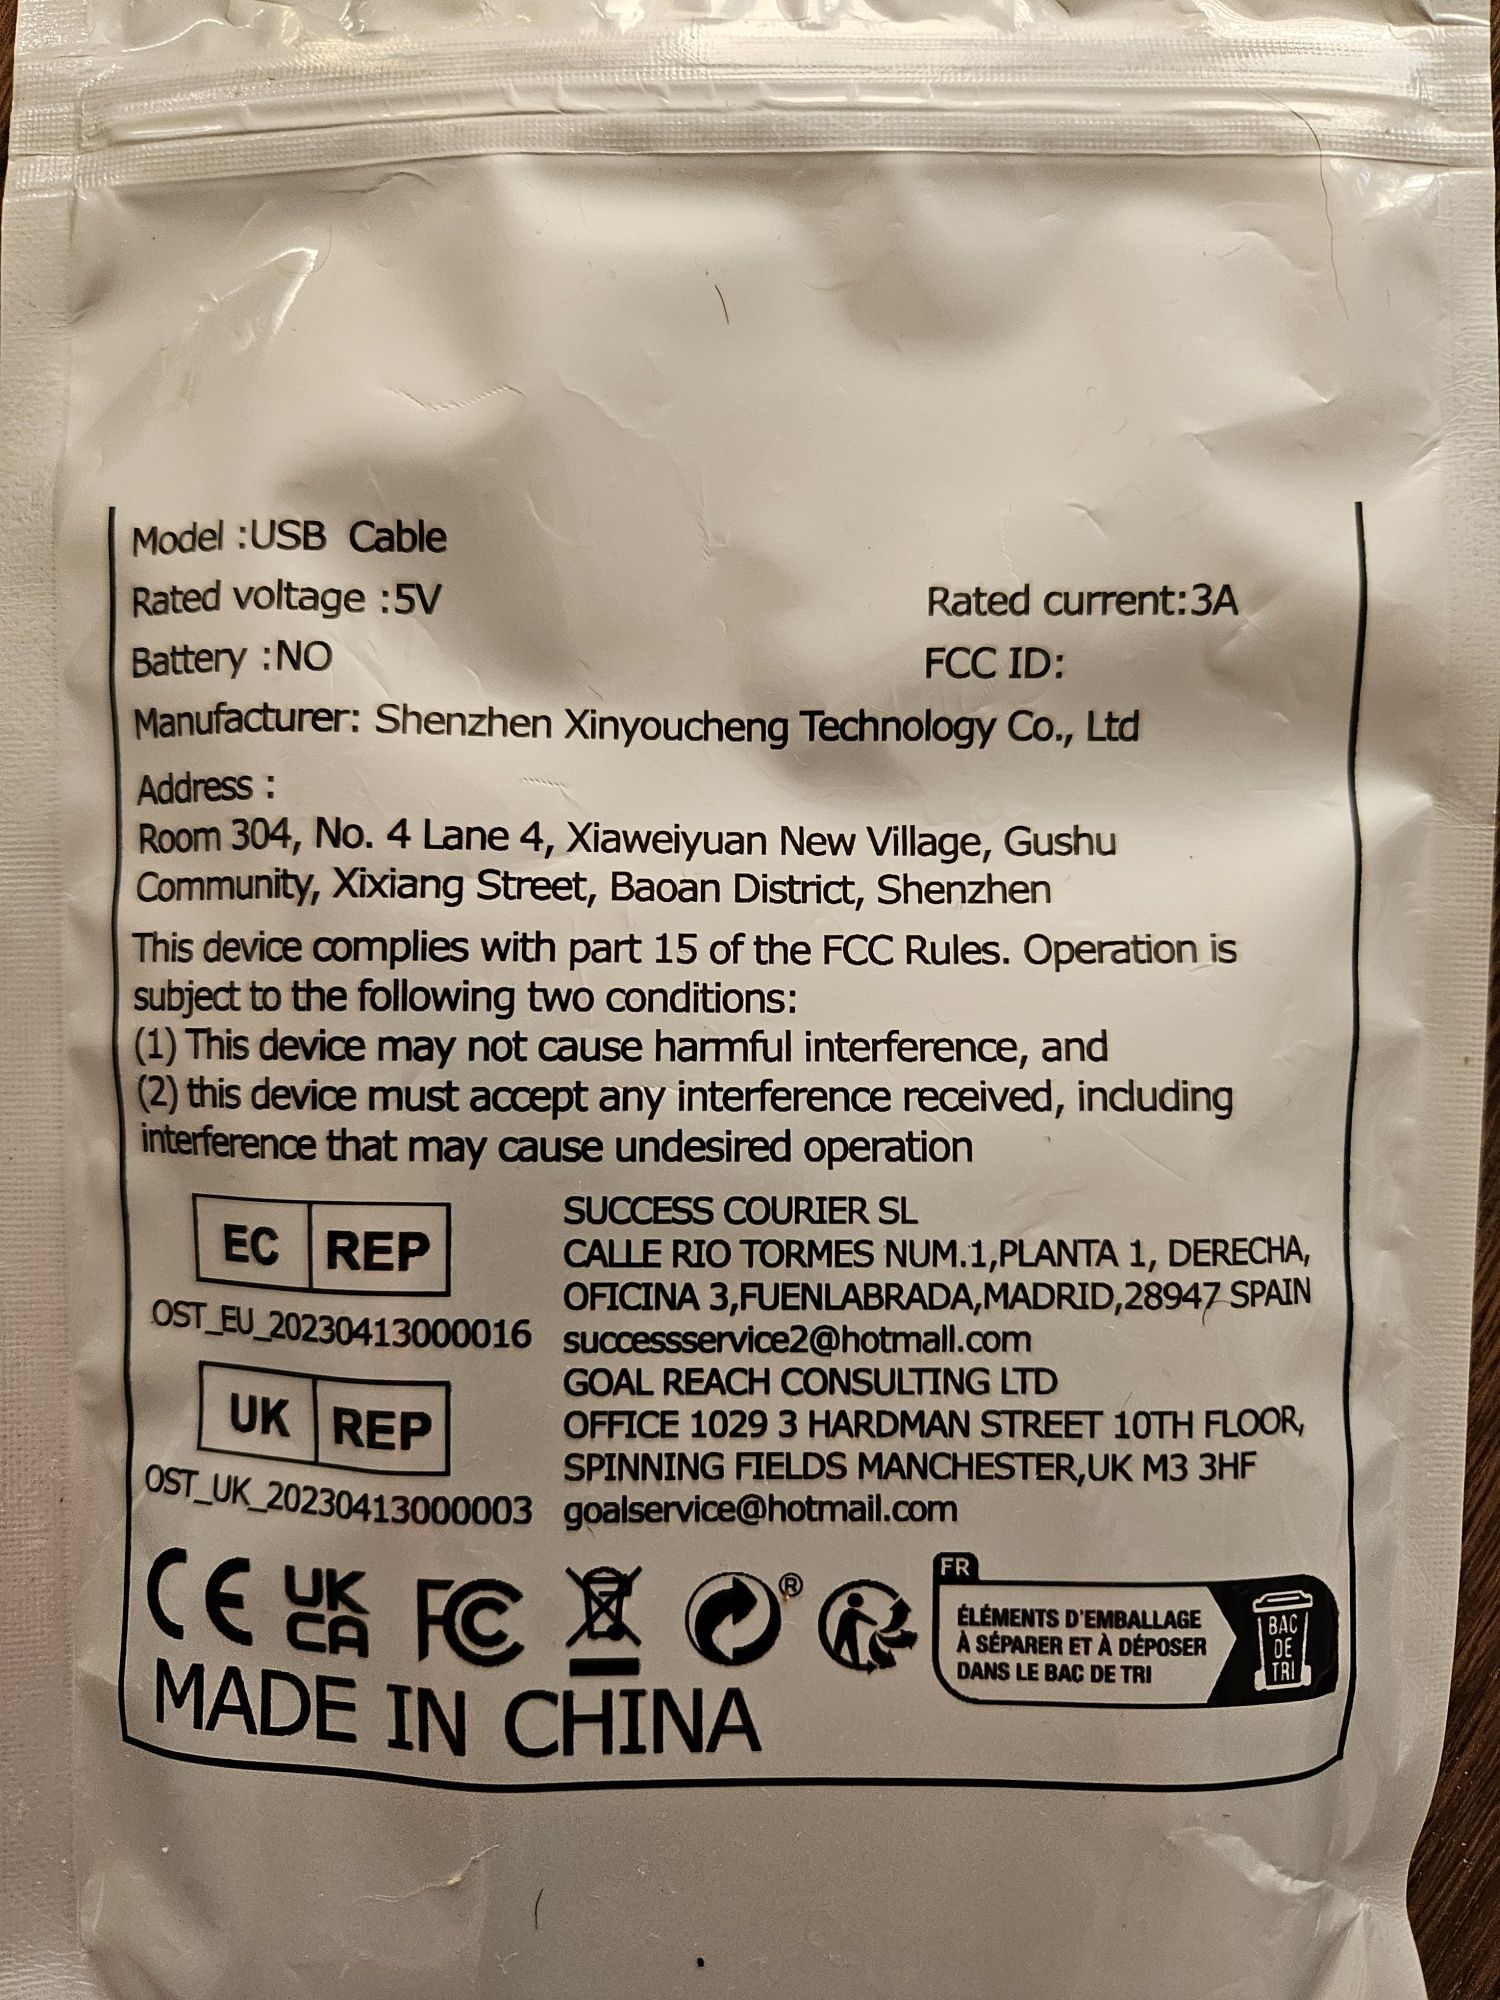 Model :USB Cable
Rated voltage :5V
Rated current:3A
Battery :NO
FCC ID:
Manufacturer: Shenzhen Xinyoucheng Technology Co., Ltd
Address :
Room 304, No. 4 Lane 4, Xiaweiyuan New Village, Gushu
Community, Xixiang Street, Baoan District, Shenzhen
This device complies with part 15 of the FCC Rules. Operation is
subject to the following two conditions:
(1) This device may not cause harmful interference, and
(2) this device must accept any interference received, including
interference that may cause undesired operation
EC REP
OST_EU_20230413000016
SUCCESS COURIER SL
CALLE RIO TORMES NUM.1,PLANTA 1, DERECHA,
OFICINA 3,FUENLABRADA,MADRID,28947 SPAIN
successservice2@hotmall.com
UK REP
OST_UK_20230413000003
GOAL REACH CONSULTING LTD
OFFICE 1029 3 HARDMAN STREET 10TH FLOOR,
SPINNING FIELDS MANCHESTER,UK M3 3HF
goalservice@hotmail.com
CE
UK
CA
FC
®
FR
ÉLÉMENTS D'EMBALLAGE
À SÉPARER ET À DÉPOSER
DANS LE BAC DE TRI
BAC
DE
TRI
MADE IN CHINA